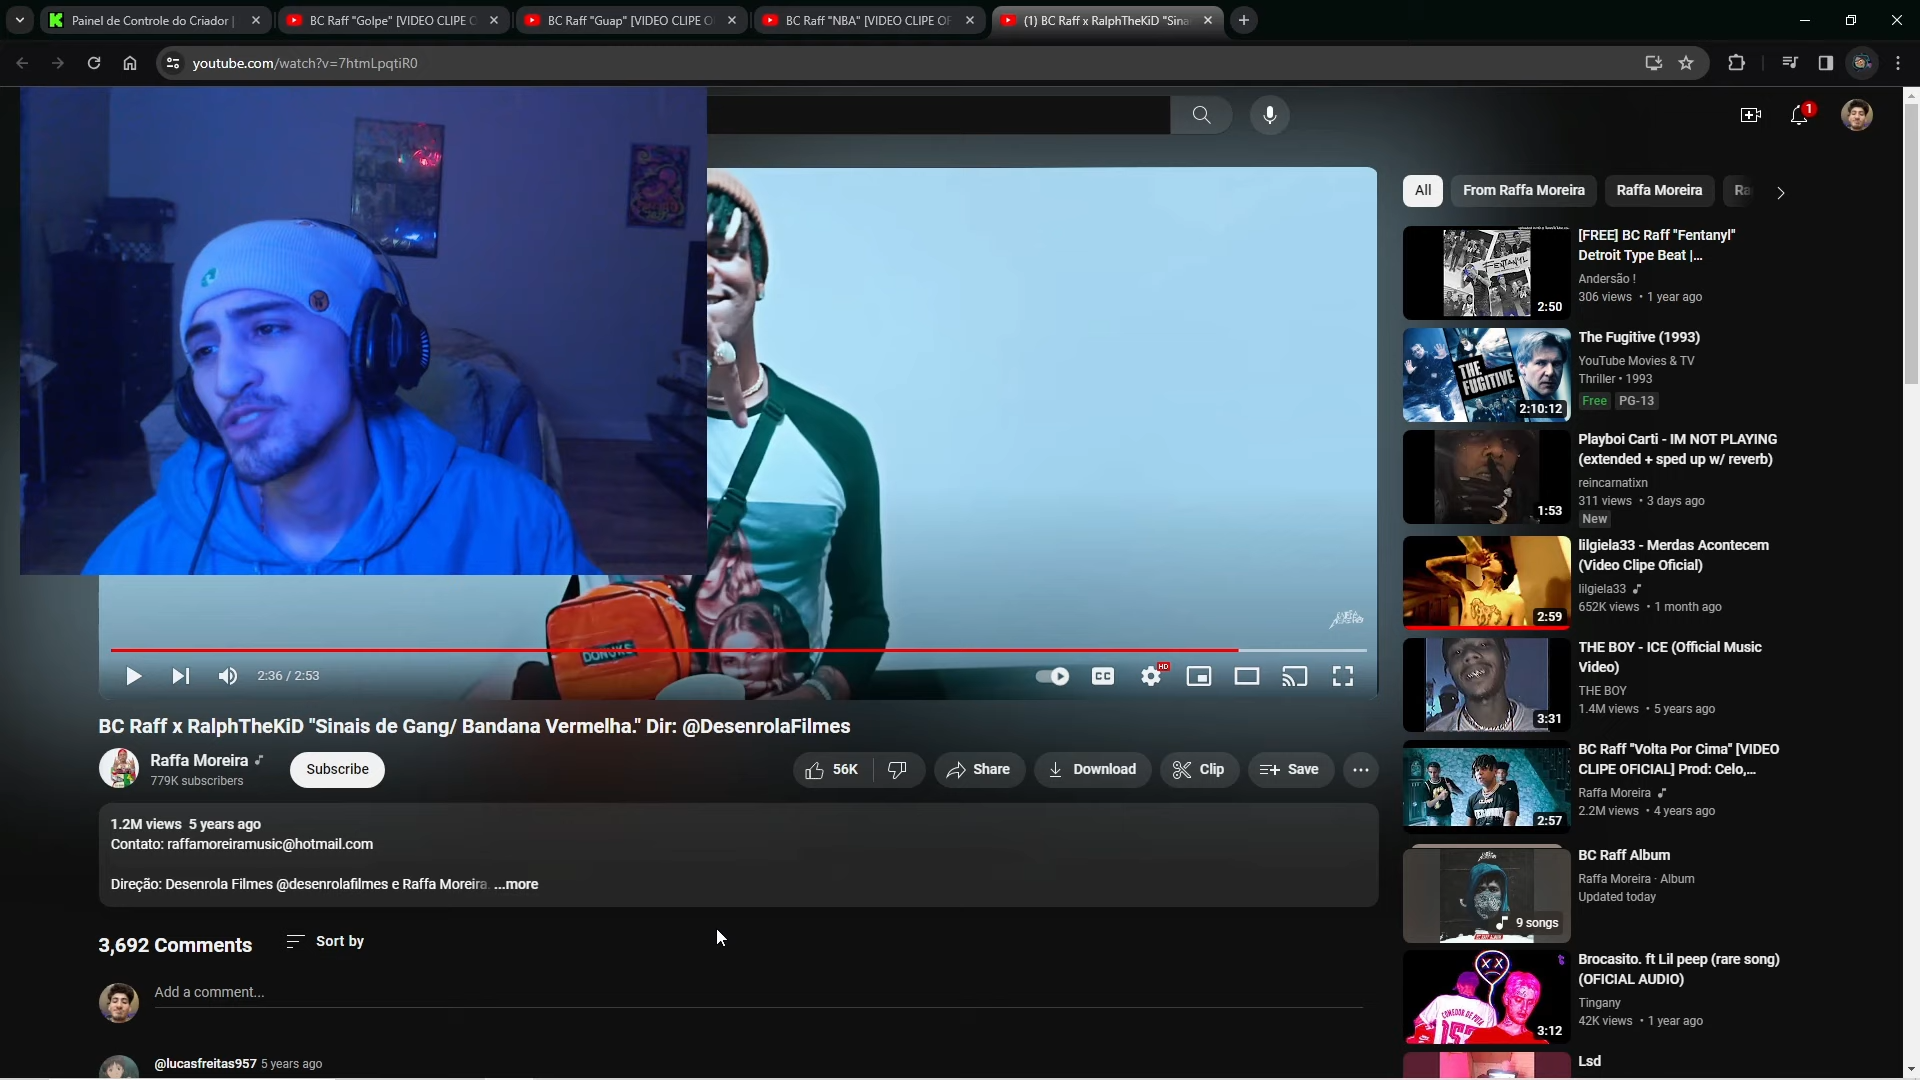 Painel de Controle do Criador |
BC Raff "Golpe" [VIDEO CLIPE O
BC Raff "Guap" [VIDEO CLIPE O
BC Raff "NBA" [VIDEO CLIPE OF
(1) BC Raff x RalphTheKiD "Sina
youtube.com/watch?v=7htmLpqtiR0
1
All
From Raffa Moreira
Raffa Moreira
Ra
[FREE] BC Raff "Fentanyl"
Detroit Type Beat |...
Andersão !
306 views • 1 year ago
FENTANYL
2:50
The Fugitive (1993)
YouTube Movies & TV
Thriller • 1993
Free PG-13
THE
FUGITIVE
2:10:12
Playboi Carti - IM NOT PLAYING
(extended + sped up w/ reverb)
reincarnatixn
311 views • 3 days ago
New
1:53
lilgiela33 - Merdas Acontecem
(Video Clipe Oficial)
lilgiela33
652K views • 1 month ago
2:59
THE BOY - ICE (Official Music
Video)
THE BOY
1.4M views • 5 years ago
3:31
BC Raff "Volta Por Cima" [VIDEO
CLIPE OFICIAL] Prod: Celo,...
Raffa Moreira
2.2M views • 4 years ago
2:57
BC Raff Album
Raffa Moreira · Album
Updated today
9 songs
Brocasito. ft Lil peep (rare song)
(OFICIAL AUDIO)
Tingany
42K views • 1 year ago
3:12
Lsd
2:36 / 2:53
CC
HD
BC Raff x RalphTheKiD "Sinais de Gang/ Bandana Vermelha." Dir: @DesenrolaFilmes
Raffa Moreira
779K subscribers
Subscribe
56K
Share
Download
Clip
Save
1.2M views 5 years ago
Contato: raffamoreiramusic@hotmail.com
Direção: Desenrola Filmes @desenrolafilmes e Raffa Moreira. ...more
3,692 Comments
Sort by
Add a comment...
@lucasfreitas957 5 years ago